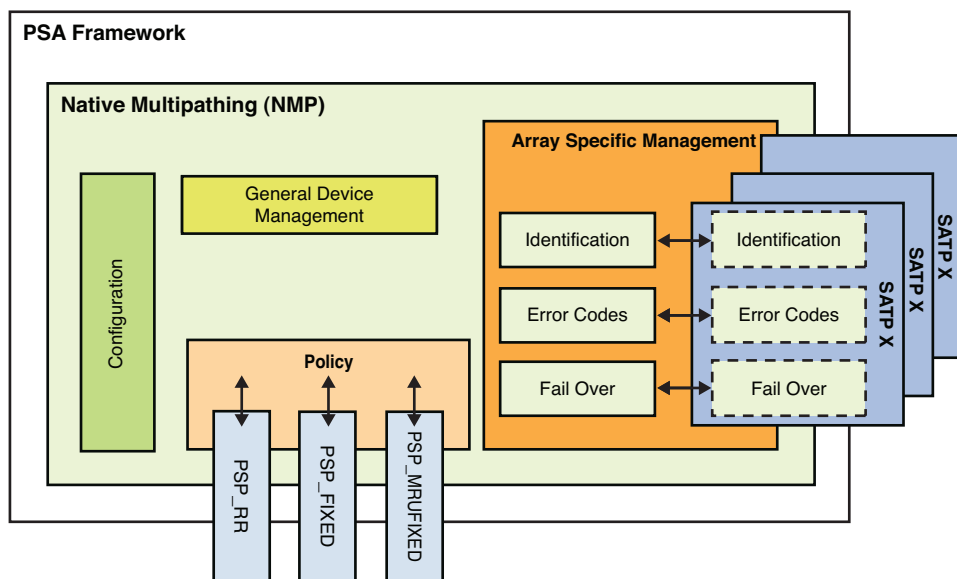 PSA Framework
Native Multipathing (NMP)
Array Specific Management
General Device
Management
Configuration
Identification
Identification
Error Codes
Error Codes
Fail Over
Fail Over
SATP X
SATP X
SATP X
Policy
PSP_RR
PSP_FIXED
PSP_MRUFIXED